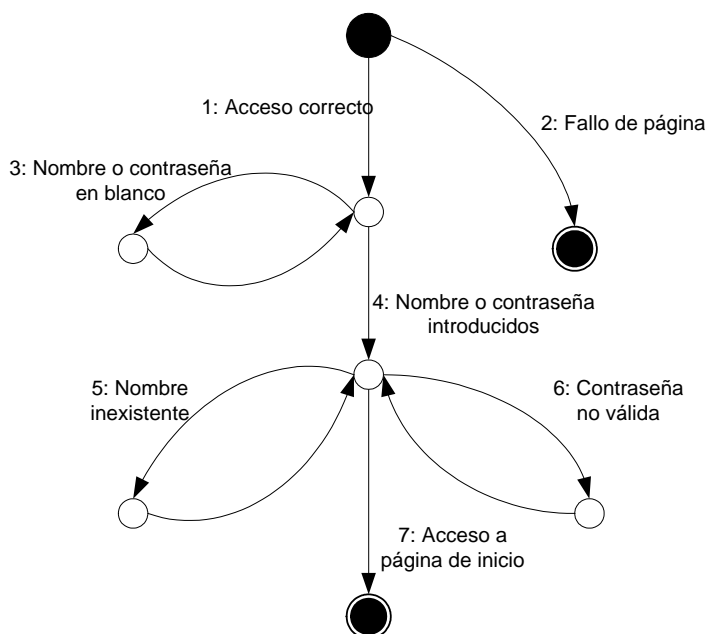 1: Acceso correcto
2: Fallo de página
3: Nombre o contraseña
en blanco
4: Nombre o contraseña
introducidos
5: Nombre
inexistente
6: Contraseña
no válida
7: Acceso a
página de inicio